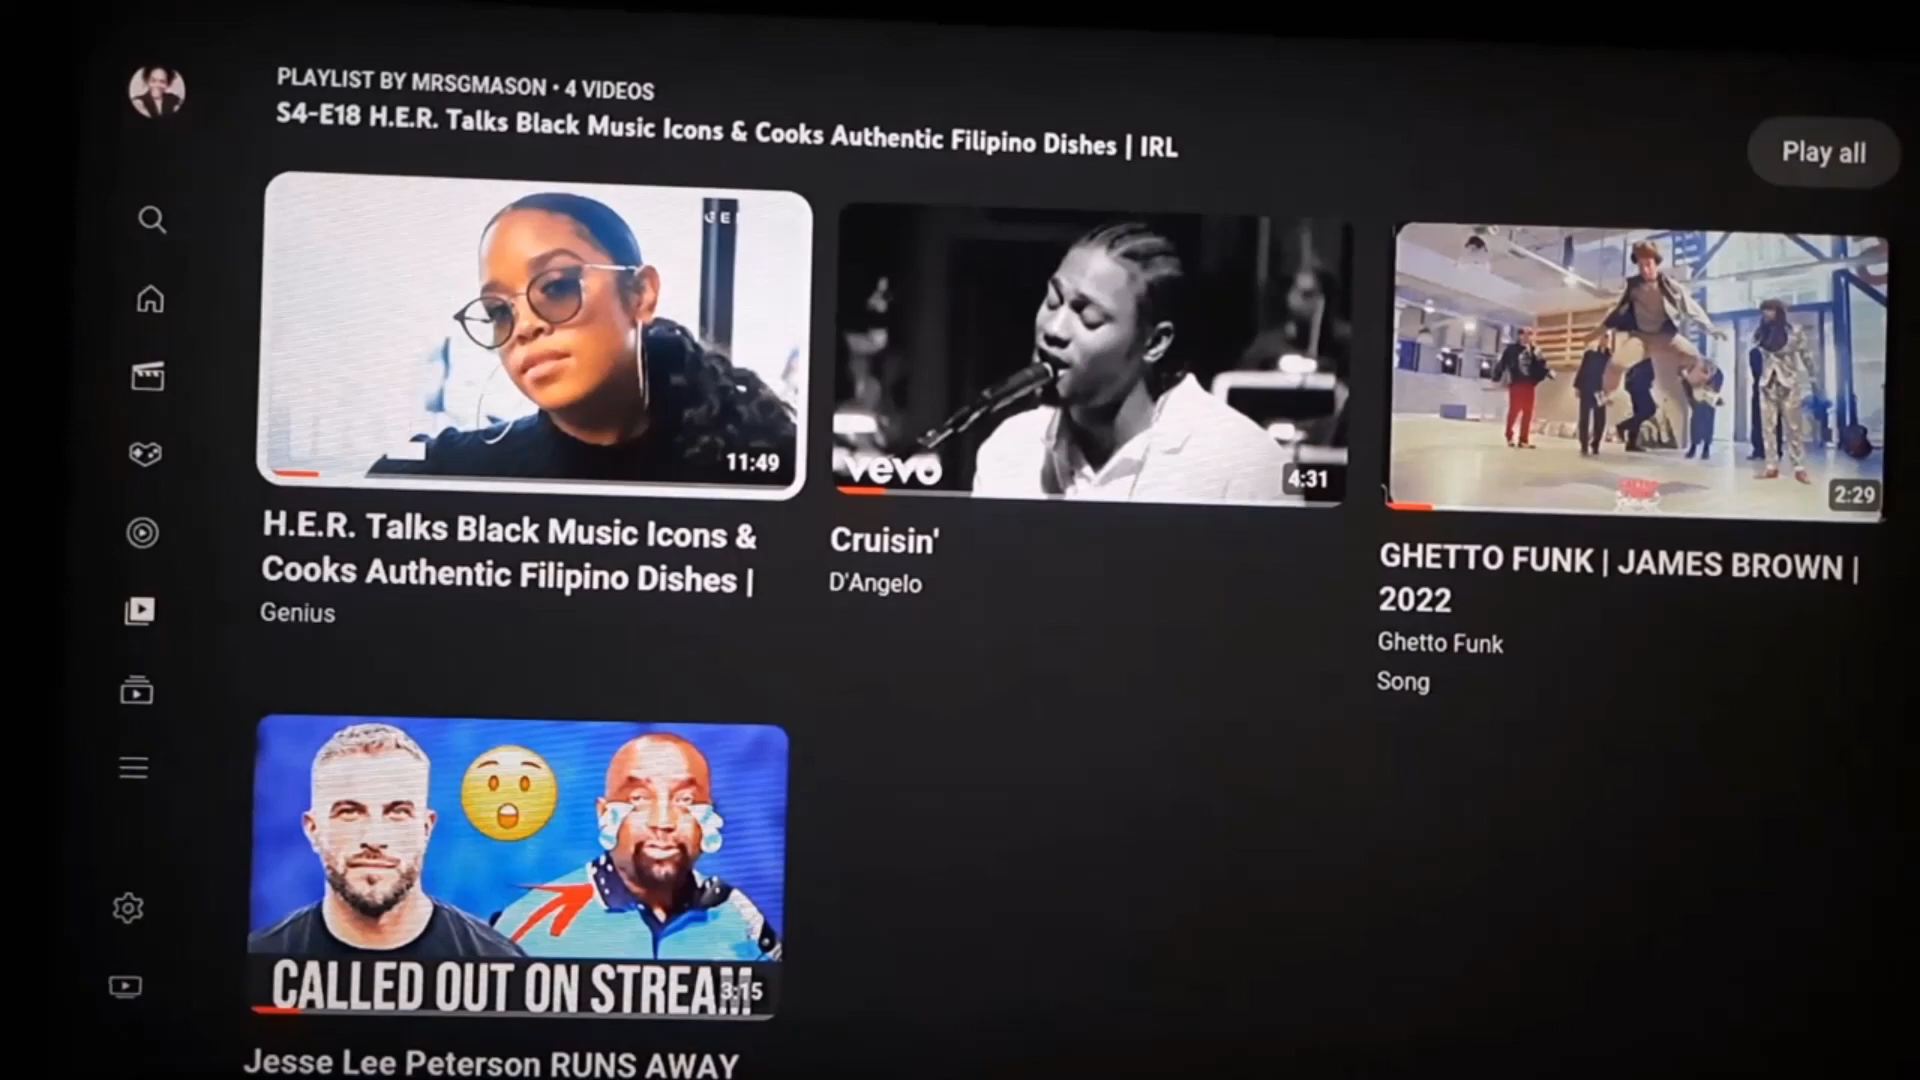 PLAYLIST BY MRSGMASON • 4 VIDEOS
S4-E18 H.E.R. Talks Black Music Icons & Cooks Authentic Filipino Dishes | IRL
Play all
11:49
vevo
4:31
2:29
H.E.R. Talks Black Music Icons &
Cooks Authentic Filipino Dishes |
Genius
Cruisin'
D'Angelo
GHETTO FUNK | JAMES BROWN |
2022
Ghetto Funk
Song
CALLED OUT ON STREAM
3:15
Jesse Lee Peterson RUNS AWAY